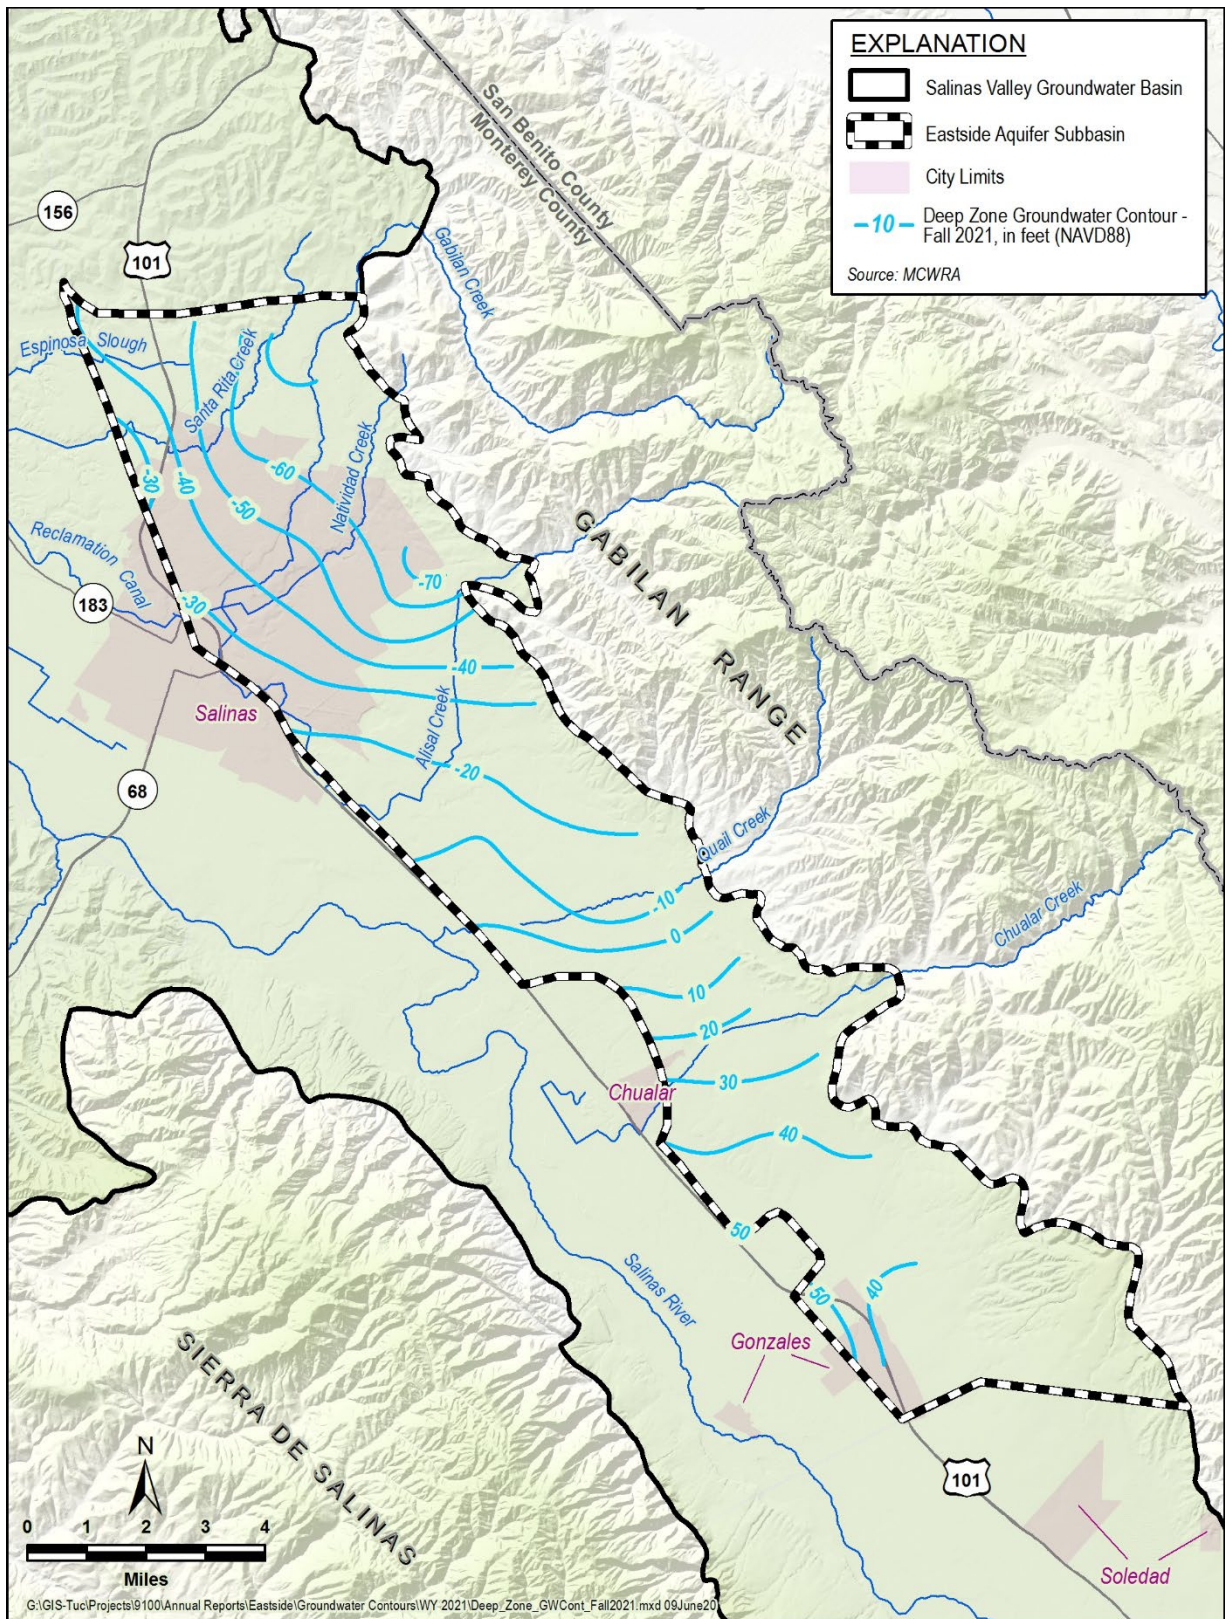 EXPLANATION
Salinas Valley Groundwater Basin
Eastside Aquifer Subbasin
City Limits
-10
Deep Zone Groundwater Contour -
Fall 2021, in feet (NAVD88)
Source: MCWRA
San Benito County
Monterey County
156
101
Gabilan Creek
Espinosa Slough
Santa Rita Creek
Natividad Creek
-60
-30
-40
-50
Reclamation Canal
GABILAN RANGE
-70
183
-30
-40
Salinas
Alisal Creek
-20
68
Quail Creek
-10
Chualar Creek
0
10
20
30
Chualar
40
50
Salinas River
50
40
Gonzales
SIERRA DE SALINAS
N
101
0 1 2 3 4
Miles
Soledad
G:\GIS-Tuc\Projects\9100\Annual Reports\Eastside\Groundwater Contours\WY 2021\Deep_Zone_GWCont_Fall2021.mxd 09June20